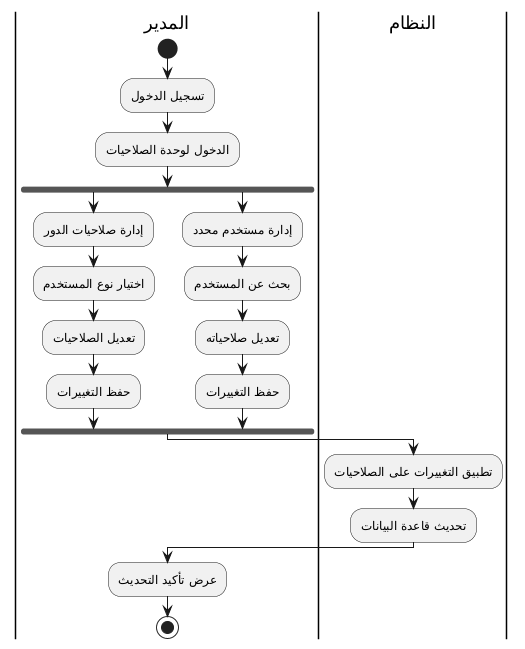 المدير
النظام
تسجيل الدخول
الدخول لوحدة الصلاحيات
إدارة مستخدم محدد
إدارة صلاحيات الدور
بحث عن المستخدم
اختيار نوع المستخدم
تعديل صلاحياته
تعديل الصلاحيات
حفظ التغييرات
حفظ التغييرات
تطبيق التغييرات على الصلاحيات
تحديث قاعدة البيانات
عرض تأكيد التحديث